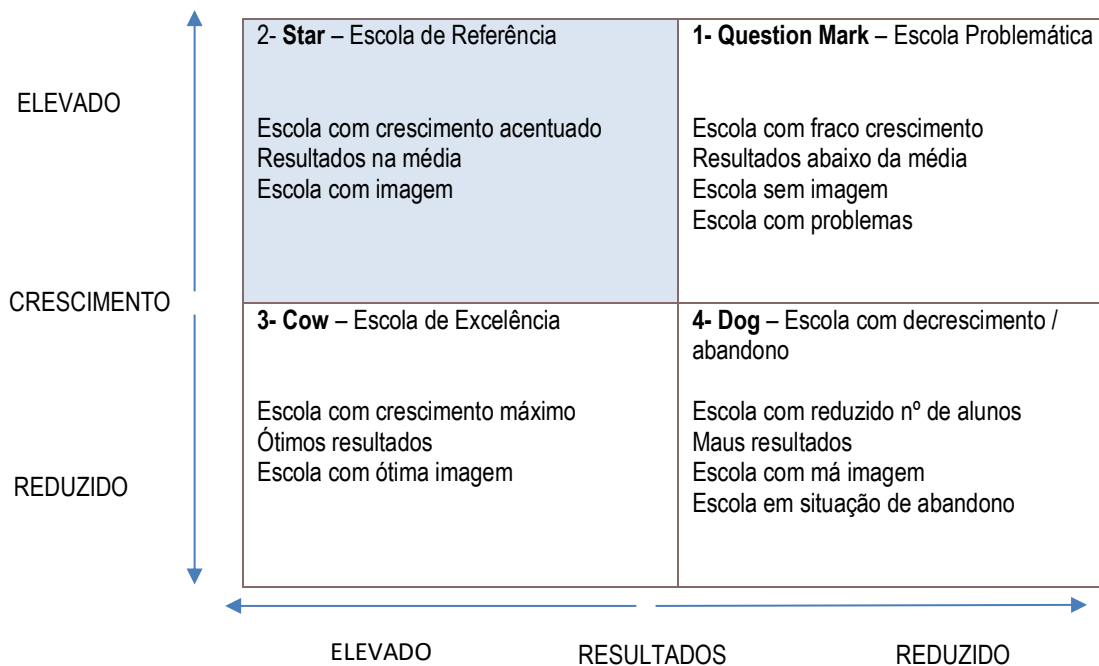 2- Star – Escola de Referência
Escola com crescimento acentuado
Resultados na média
Escola com imagem
1- Question Mark – Escola Problemática
Escola com fraco crescimento
Resultados abaixo da média
Escola sem imagem
Escola com problemas
ELEVADO
CRESCIMENTO
REDUZIDO
3- Cow – Escola de Excelência
Escola com crescimento máximo
Ótimos resultados
Escola com ótima imagem
4- Dog – Escola com decrescimento /
abandono
Escola com reduzido nº de alunos
Maus resultados
Escola com má imagem
Escola em situação de abandono
ELEVADO
RESULTADOS
REDUZIDO